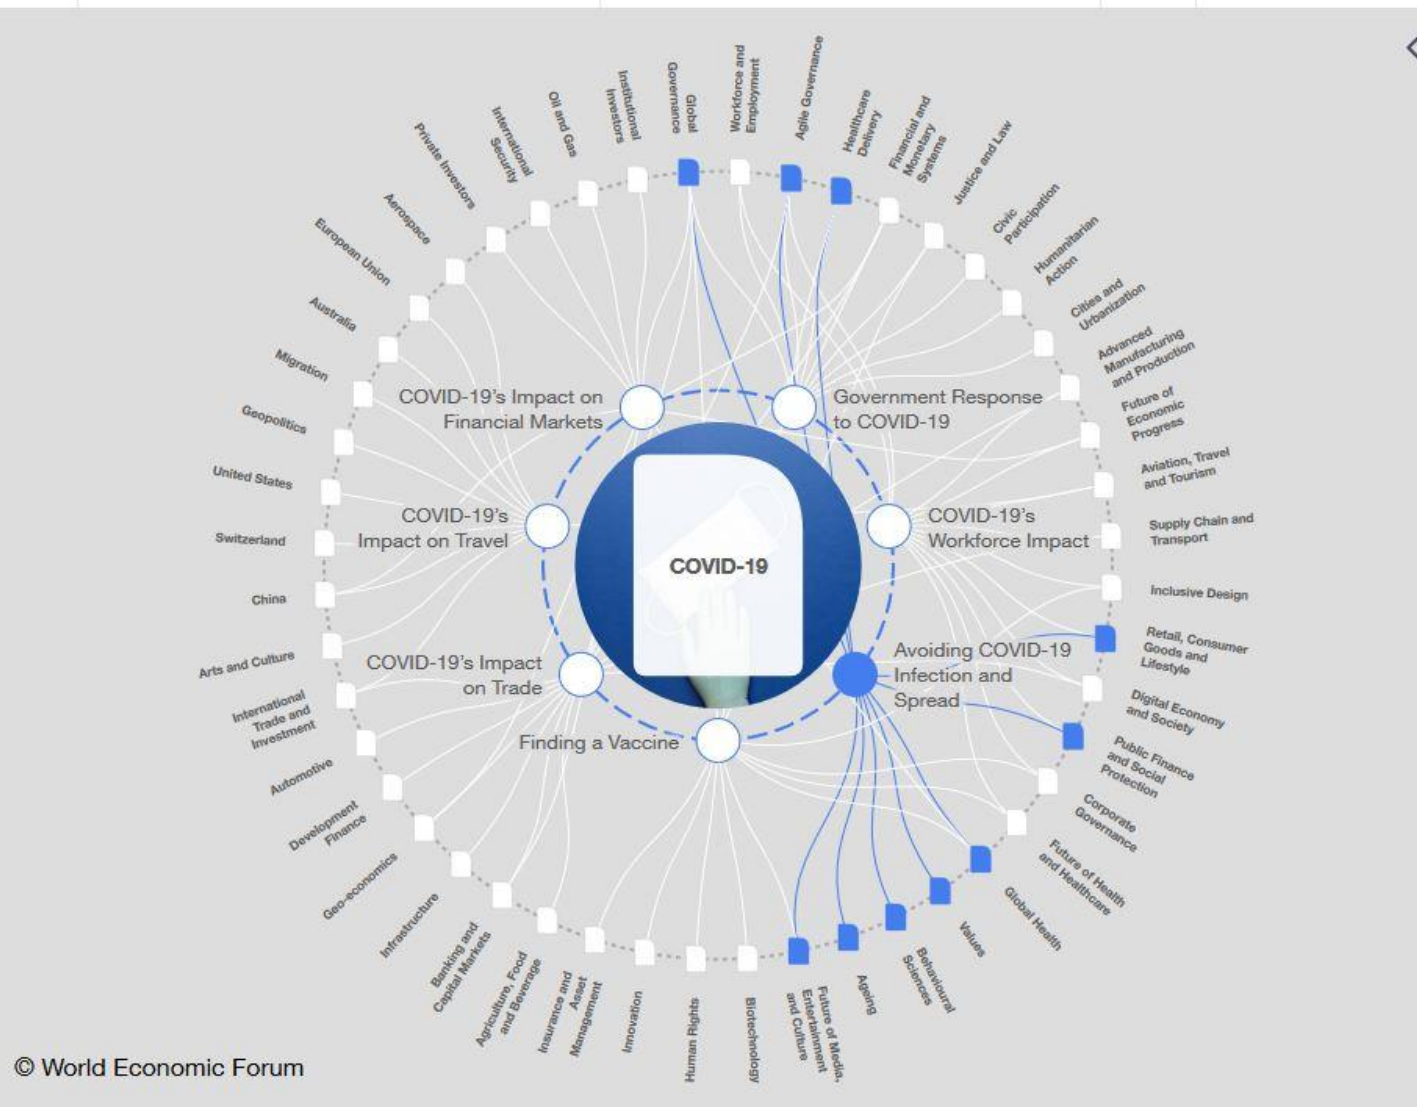 Global
Governance
Workforce and
Employment
Agile Governance
Healthcare
Delivery
Financial and
Monetary
Systems
Justice and Law
Civic
Participation
Humanitarian
Action
Cities and
Urbanization
Advanced
Manufacturing
and Production
Future of
Economic
Progress
Aviation, Travel
and Tourism
Supply Chain and
Transport
Inclusive Design
Retail, Consumer
Goods and
Lifestyle
Digital Economy
and Society
Public Finance
and Social
Protection
Corporate
Governance
Future of Health
and Healthcare
Global Health
Values
Behavioural
Sciences
Ageing
Future of Media,
Entertainment
and Culture
Biotechnology
Human Rights
Innovation
Insurance and
Asset
Management
Agriculture, Food
and Beverage
Banking and
Capital Markets
Infrastructure
Geo-economics
Development
Finance
Automotive
International
Trade and
Investment
Arts and Culture
China
Switzerland
United States
Geopolitics
Migration
Australia
European Union
Aerospace
Private Investors
International
Security
Oil and Gas
Institutional
Investors
COVID-19's Impact on
Financial Markets
Government Response
to COVID-19
COVID-19's
Impact on Travel
COVID-19's
Workforce Impact
COVID-19
COVID-19's Impact
on Trade
Avoiding COVID-19
Infection and
Spread
Finding a Vaccine
© World Economic Forum